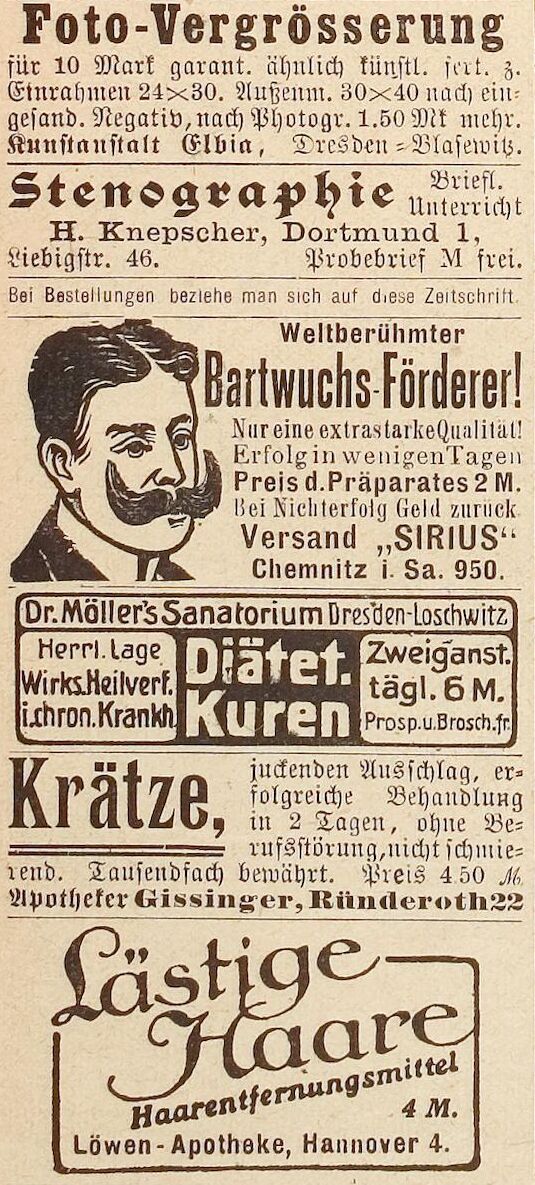 Foto-Vergrösserung
für 10 Mark garant. ähnlich künstl. fert. z.
Einrahmen 24×30. Außenm. 30×40 nach ein=
gesand. Negativ, nach Photogr. 1.50 Mk mehr.
Kunstanstalt Elbia, Dresden=Blasewitz.
Stenographie Briefl.
Unterricht
H. Knepscher, Dortmund 1,
Liebigstr. 46. Probebrief M frei.
Bei Bestellungen beziehe man sich auf diese Zeitschrift.
Weltberühmter
Bartwuchs-Förderer!
Nur eine extrastarke Qualität!
Erfolg in wenigen Tagen
Preis d. Präparates 2 M.
Bei Nichterfolg Geld zurück.
Versand „SIRIUS“
Chemnitz i. Sa. 950.
Dr. Möller's Sanatorium Dresden-Loschwitz
Herrl. Lage
Wirks. Heilverf.
i. chron. Krankh.
Diätet.
Kuren
Zweiganst.
tägl. 6 M.
Prosp. u. Brosch. fr.
Krätze,
juckenden Ausschlag, er=
folgreiche Behandlung
in 2 Tagen, ohne Be=
rufsstörung, nicht schmie=
rend. Tausendfach bewährt. Preis 4.50 ℳ
Apotheker Gissinger, Ründeroth 22
Lästige
Haare
Haarentfernungsmittel
4 M.
Löwen-Apotheke, Hannover 4.